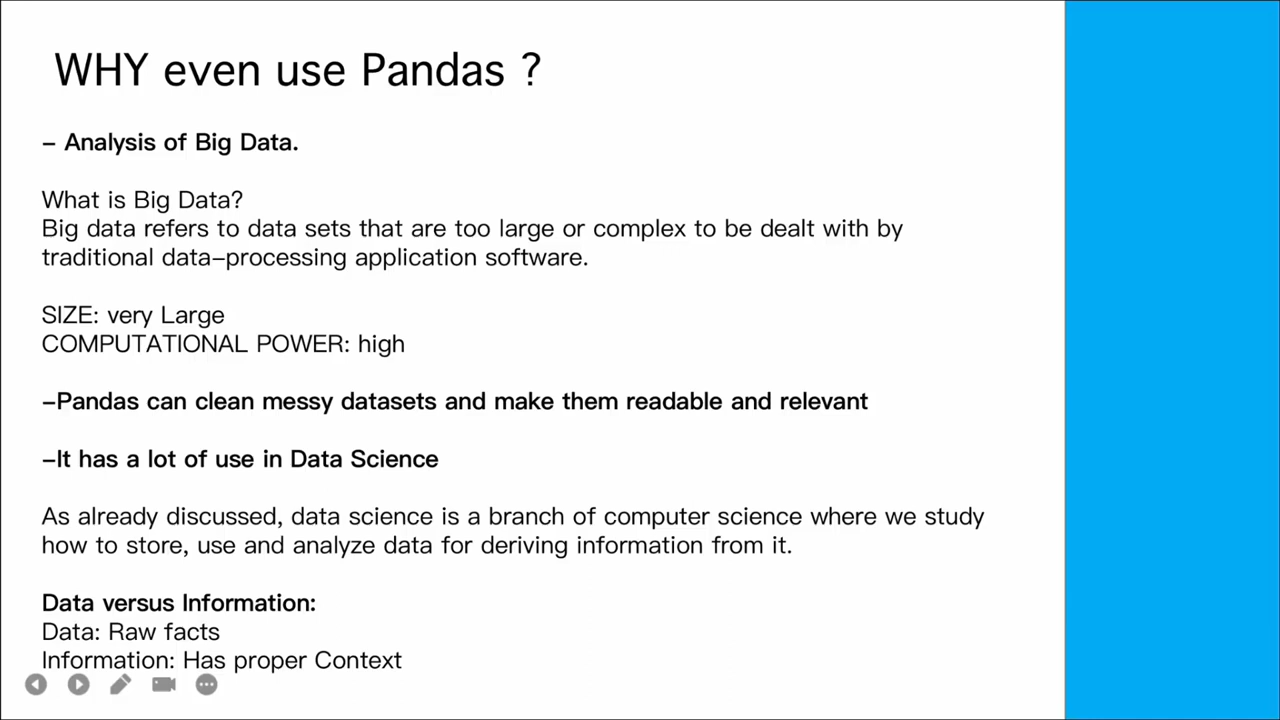 WHY even use Pandas ?
- Analysis of Big Data.
What is Big Data?
Big data refers to data sets that are too large or complex to be dealt with by
traditional data-processing application software.
SIZE: very Large
COMPUTATIONAL POWER: high
-Pandas can clean messy datasets and make them readable and relevant
-It has a lot of use in Data Science
As already discussed, data science is a branch of computer science where we study
how to store, use and analyze data for deriving information from it.
Data versus Information:
Data: Raw facts
Information: Has proper Context